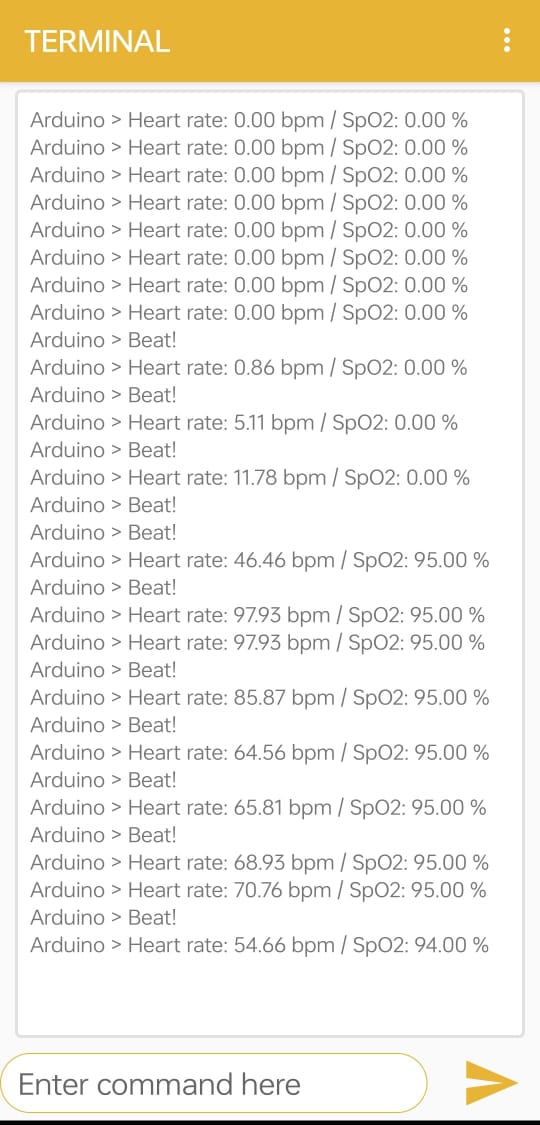 TERMINAL
Arduino > Heart rate: 0.00 bpm / SpO2: 0.00 %
Arduino > Heart rate: 0.00 bpm / SpO2: 0.00 %
Arduino > Heart rate: 0.00 bpm / SpO2: 0.00 %
Arduino > Heart rate: 0.00 bpm / SpO2: 0.00 %
Arduino > Heart rate: 0.00 bpm / SpO2: 0.00 %
Arduino > Heart rate: 0.00 bpm / SpO2: 0.00 %
Arduino > Heart rate: 0.00 bpm / SpO2: 0.00 %
Arduino > Heart rate: 0.00 bpm / SpO2: 0.00 %
Arduino > Beat!
Arduino > Heart rate: 0.86 bpm / SpO2: 0.00 %
Arduino > Beat!
Arduino > Heart rate: 5.11 bpm / SpO2: 0.00 %
Arduino > Beat!
Arduino > Heart rate: 11.78 bpm / SpO2: 0.00 %
Arduino > Beat!
Arduino > Beat!
Arduino > Heart rate: 46.46 bpm / SpO2: 95.00 %
Arduino > Beat!
Arduino > Heart rate: 97.93 bpm / SpO2: 95.00 %
Arduino > Heart rate: 97.93 bpm / SpO2: 95.00 %
Arduino > Beat!
Arduino > Heart rate: 85.87 bpm / SpO2: 95.00 %
Arduino > Beat!
Arduino > Heart rate: 64.56 bpm / SpO2: 95.00 %
Arduino > Beat!
Arduino > Heart rate: 65.81 bpm / SpO2: 95.00 %
Arduino > Beat!
Arduino > Heart rate: 68.93 bpm / SpO2: 95.00 %
Arduino > Heart rate: 70.76 bpm / SpO2: 95.00 %
Arduino > Beat!
Arduino > Heart rate: 54.66 bpm / SpO2: 94.00 %
Enter command here